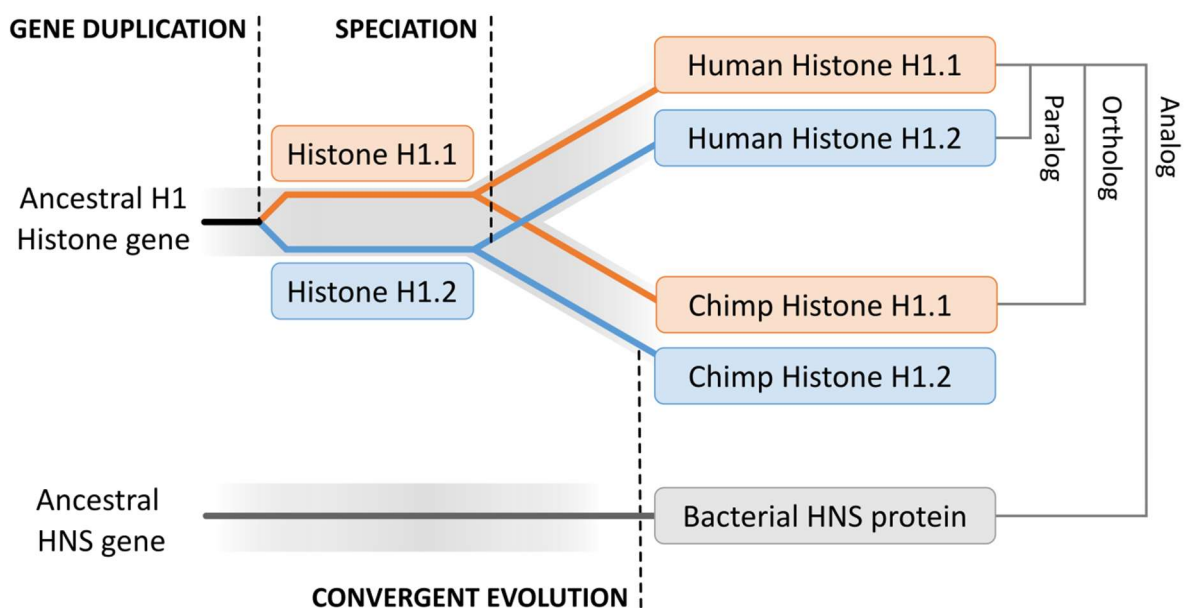 GENE DUPLICATION
SPECIATION
Human Histone H1.1
Human Histone H1.2
Histone H1.1
Ancestral H1
Histone gene
Histone H1.2
Chimp Histone H1.1
Chimp Histone H1.2
Paralog
Ortholog
Analog
Ancestral
HNS gene
Bacterial HNS protein
CONVERGENT EVOLUTION